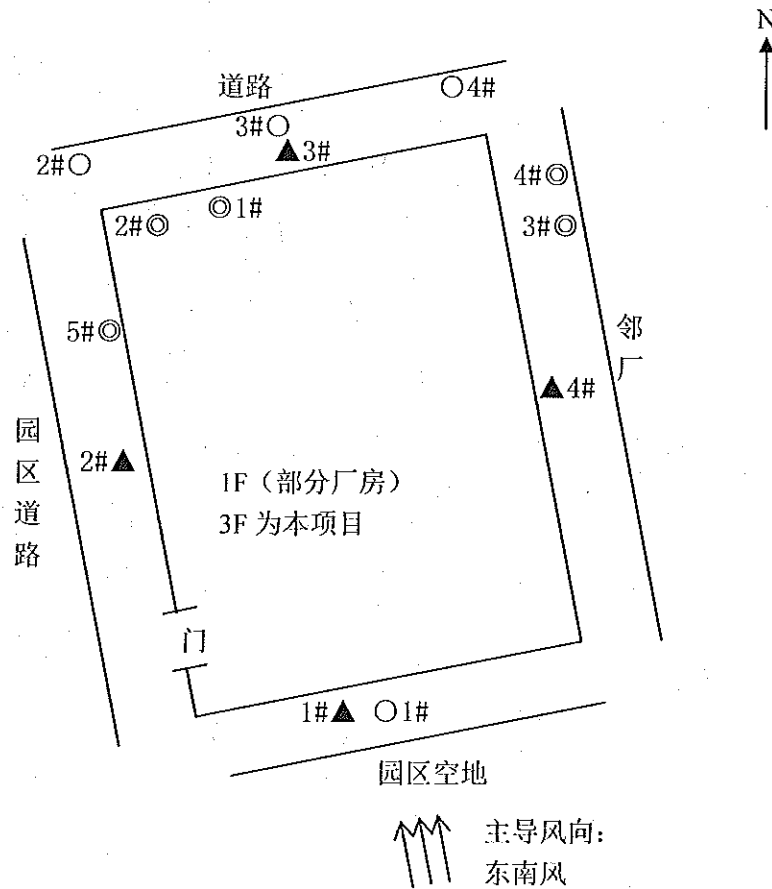 N
道路
○4#
3#○
▲3#
2#○
4#◎
◎1#
2#◎
3#◎
5#◎
邻厂
▲4#
园区道路
2#▲
1F（部分厂房）
3F 为本项目
门
1#▲ ○1#
园区空地
主导风向：
东南风